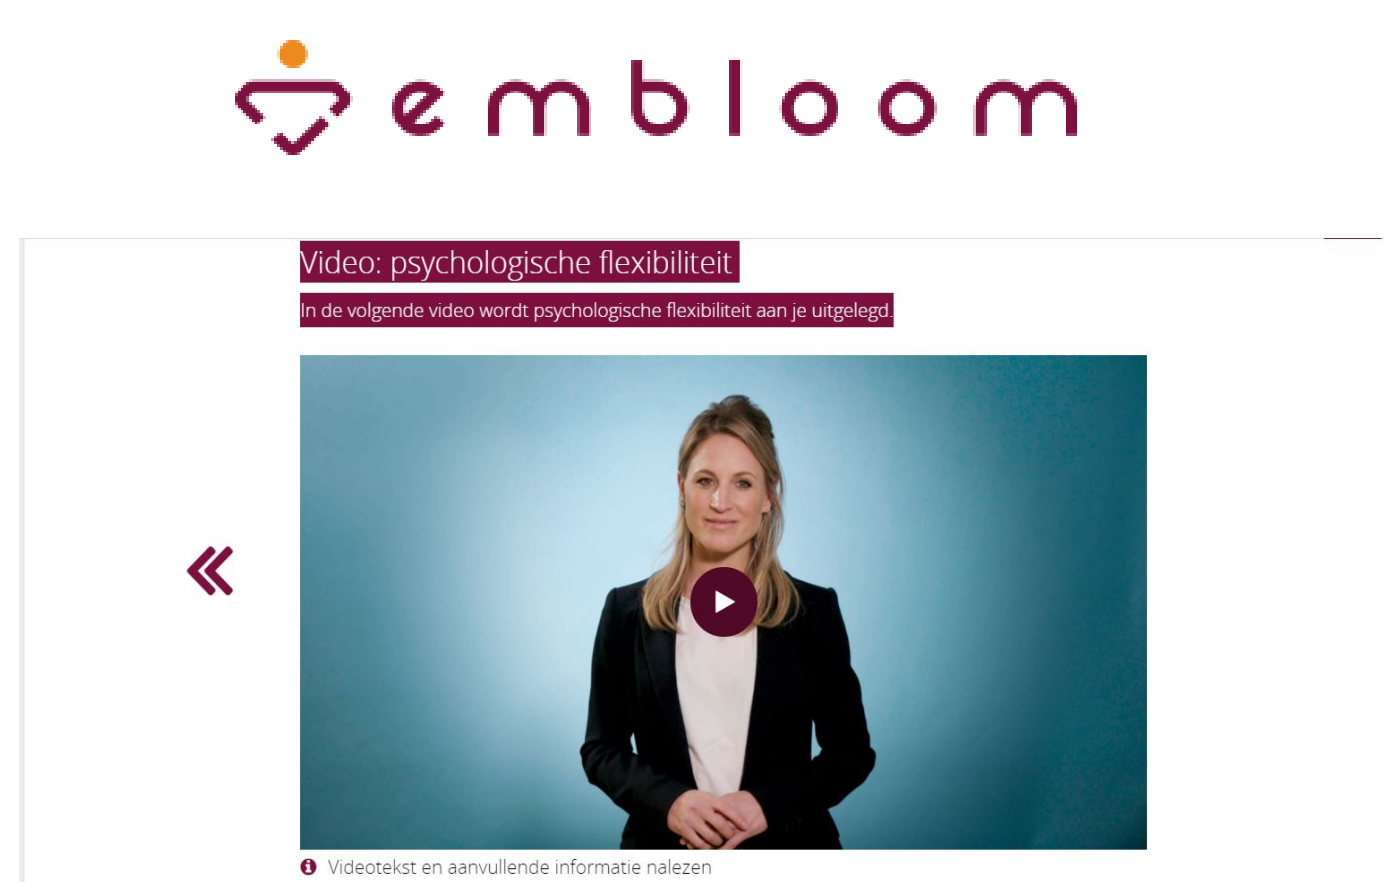 embloom
Video: psychologische flexibiliteit
In de volgende video wordt psychologische flexibiliteit aan je uitgelegd.
Videotekst en aanvullende informatie nalezen